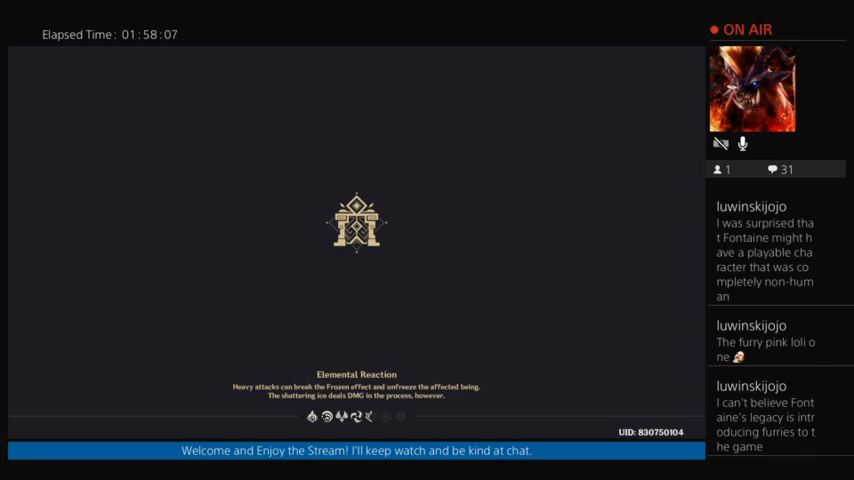 Elapsed Time: 01:58:07
ON AIR
1 31
luwinskijojo
I was surprised tha
t Fontaine might h
ave a playable cha
racter that was co
mpletely non-hum
an
luwinskijojo
The furry pink loli o
ne
luwinskijojo
I can't believe Font
aine's legacy is intr
oducing furries to t
he game
Elemental Reaction
Heavy attacks can break the Frozen effect and unfreeze the affected being.
The shattering ice deals DMG in the process, however.
UID: 830750104
Welcome and Enjoy the Stream! I'll keep watch and be kind at chat.